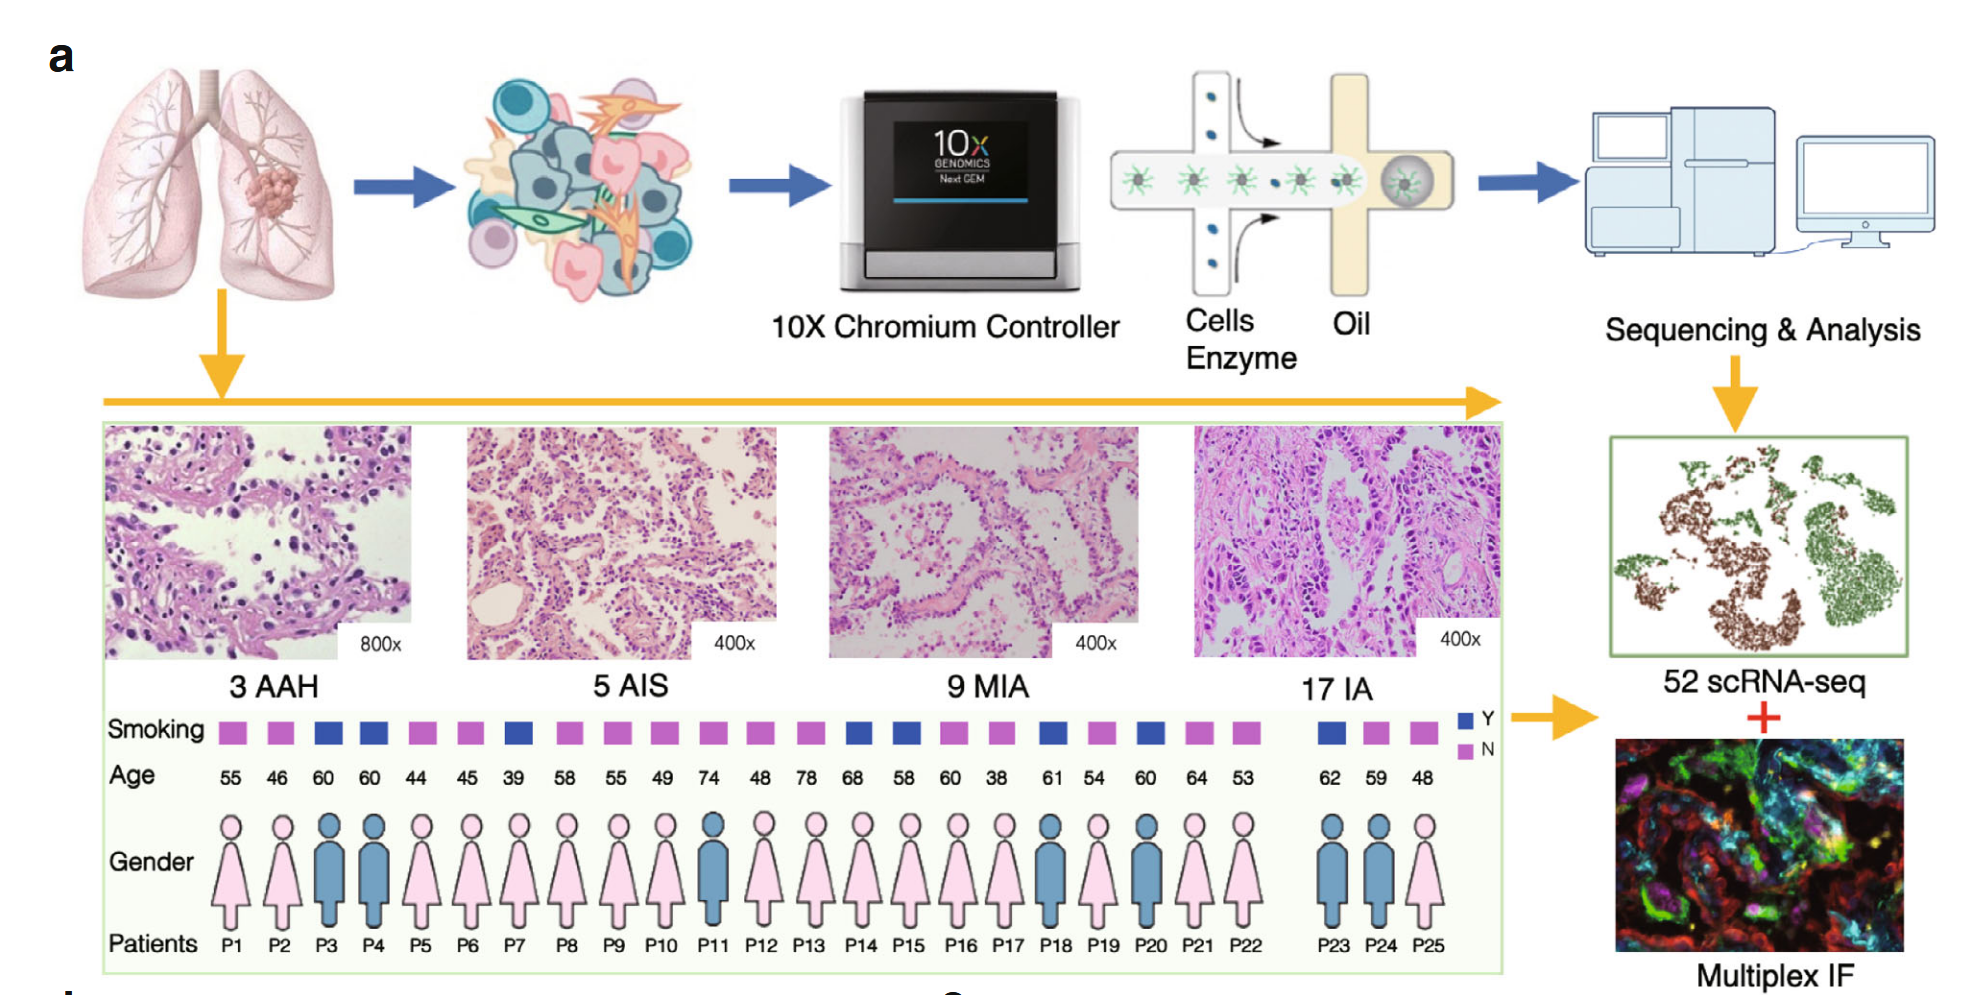 a
10x
GENOMICS
Next GEM
10X Chromium Controller
Cells
Enzyme
Oil
Sequencing & Analysis
800x
400x
400x
400x
3 AAH
5 AIS
9 MIA
17 IA
52 scRNA-seq
Smoking
Y
N
Age 55 46 60 60 44 45 39 58 55 49 74 48 78 68 58 60 38 61 54 60 64 53 62 59 48
Gender
Patients P1 P2 P3 P4 P5 P6 P7 P8 P9 P10 P11 P12 P13 P14 P15 P16 P17 P18 P19 P20 P21 P22 P23 P24 P25
Multiplex IF